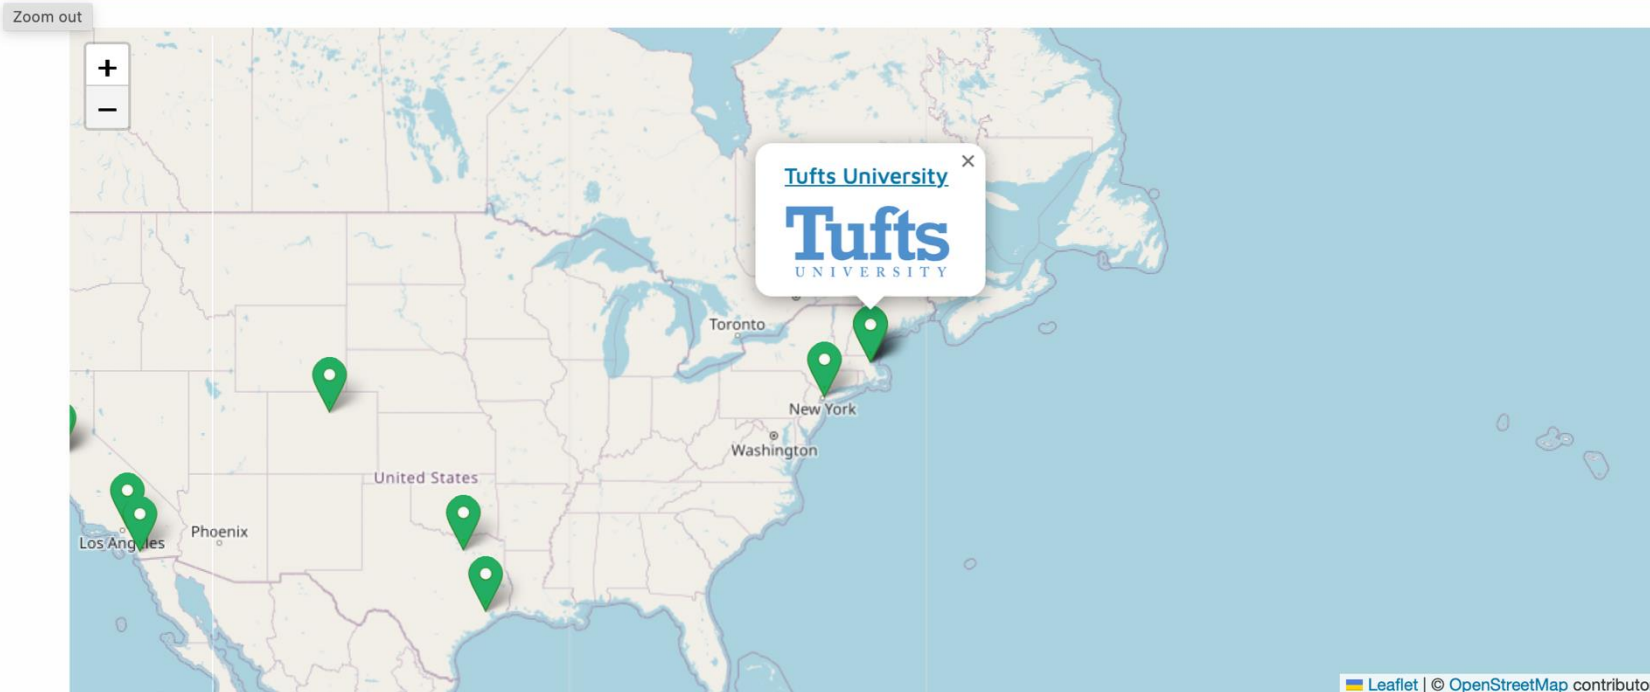 Zoom out
+
−
Tufts University
×
Tufts
UNIVERSITY
Toronto
New York
Washington
United States
Phoenix
Los Angeles
Leaflet | © OpenStreetMap contributo